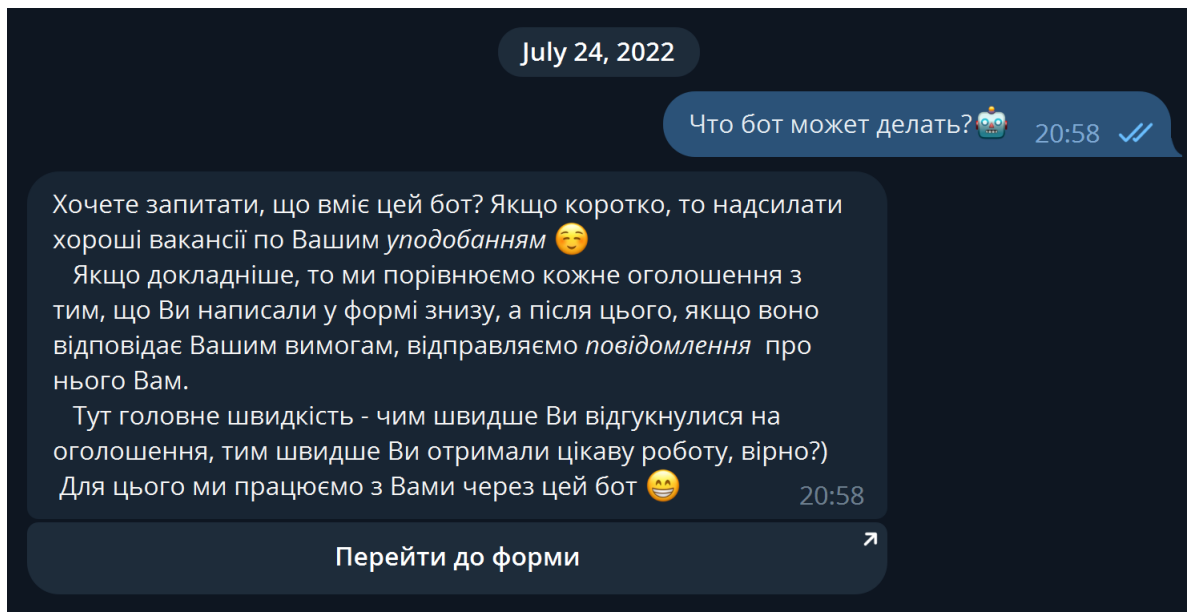 July 24, 2022
Что бот может делать?🤖 20:58
Хочете запитати, що вміє цей бот? Якщо коротко, то надсилати
хороші вакансії по Вашим уподобанням ☺️
Якщо докладніше, то ми порівнюємо кожне оголошення з
тим, що Ви написали у формі знизу, а після цього, якщо воно
відповідає Вашим вимогам, відправляємо повідомлення про
нього Вам.
Тут головне швидкість - чим швидше Ви відгукнулися на
оголошення, тим швидше Ви отримали цікаву роботу, вірно?)
Для цього ми працюємо з Вами через цей бот 😁 20:58
Перейти до форми